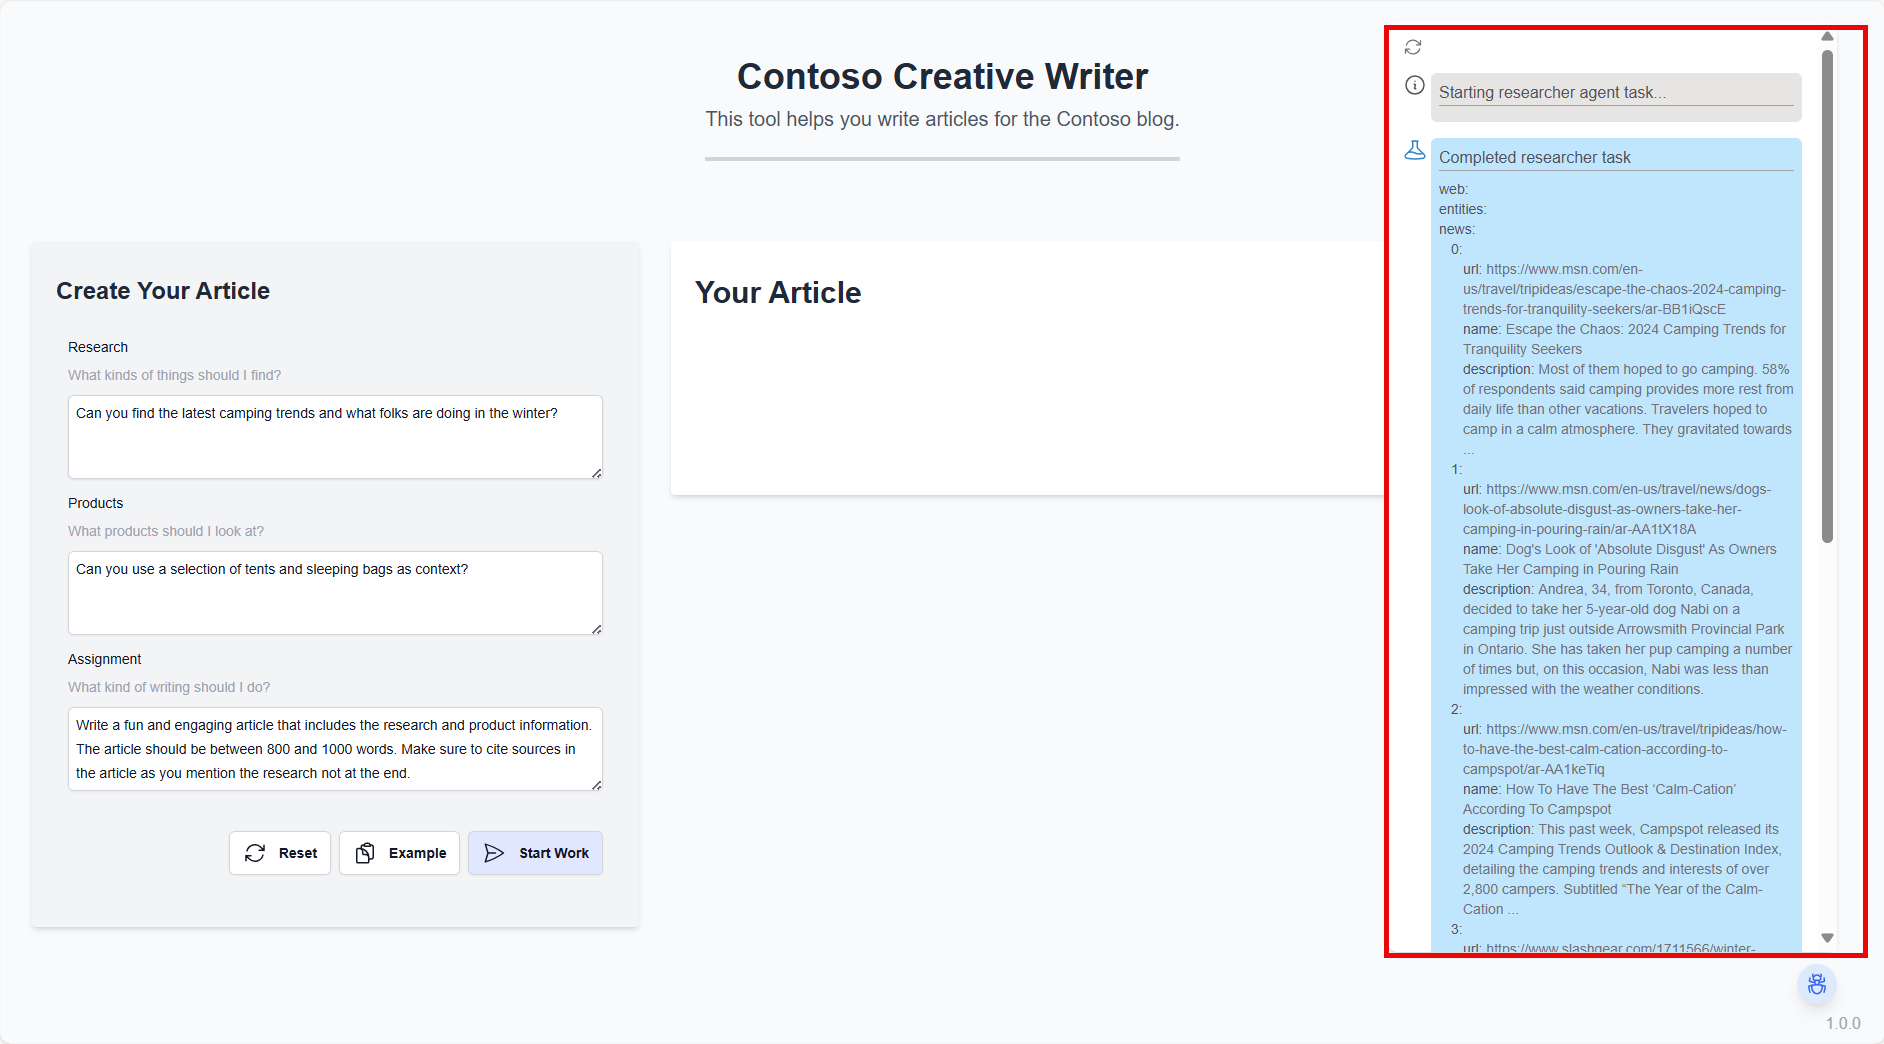 Contoso Creative Writer
This tool helps you write articles for the Contoso blog.
Create Your Article
Research
What kinds of things should I find?
Can you find the latest camping trends and what folks are doing in the winter?
Products
What products should I look at?
Can you use a selection of tents and sleeping bags as context?
Assignment
What kind of writing should I do?
Write a fun and engaging article that includes the research and product information.
The article should be between 800 and 1000 words. Make sure to cite sources in
the article as you mention the research not at the end.
Reset
Example
Start Work
Your Article
Starting researcher agent task...
Completed researcher task
web:
entities:
news:
0:
url: https://www.msn.com/en-
us/travel/tripideas/escape-the-chaos-2024-camping-
trends-for-tranquility-seekers/ar-BB1iQscE
name: Escape the Chaos: 2024 Camping Trends for
Tranquility Seekers
description: Most of them hoped to go camping. 58%
of respondents said camping provides more rest from
daily life than other vacations. Travelers hoped to
camp in a calm atmosphere. They gravitated towards
...
1:
url: https://www.msn.com/en-us/travel/news/dogs-
look-of-absolute-disgust-as-owners-take-her-
camping-in-pouring-rain/ar-AA1tX18A
name: Dog's Look of 'Absolute Disgust' As Owners
Take Her Camping in Pouring Rain
description: Andrea, 34, from Toronto, Canada,
decided to take her 5-year-old dog Nabi on a
camping trip just outside Arrowsmith Provincial Park
in Ontario. She has taken her pup camping a number
of times but, on this occasion, Nabi was less than
impressed with the weather conditions.
2:
url: https://www.msn.com/en-us/travel/tripideas/how-
to-have-the-best-calm-cation-according-to-
campspot/ar-AA1keTiq
name: How To Have The Best ‘Calm-Cation’
According To Campspot
description: This past week, Campspot released its
2024 Camping Trends Outlook & Destination Index,
detailing the camping trends and interests of over
2,800 campers. Subtitled “The Year of the Calm-
Cation ...
3:
url: https://www.slashgear.com/1711566/winter-
1.0.0